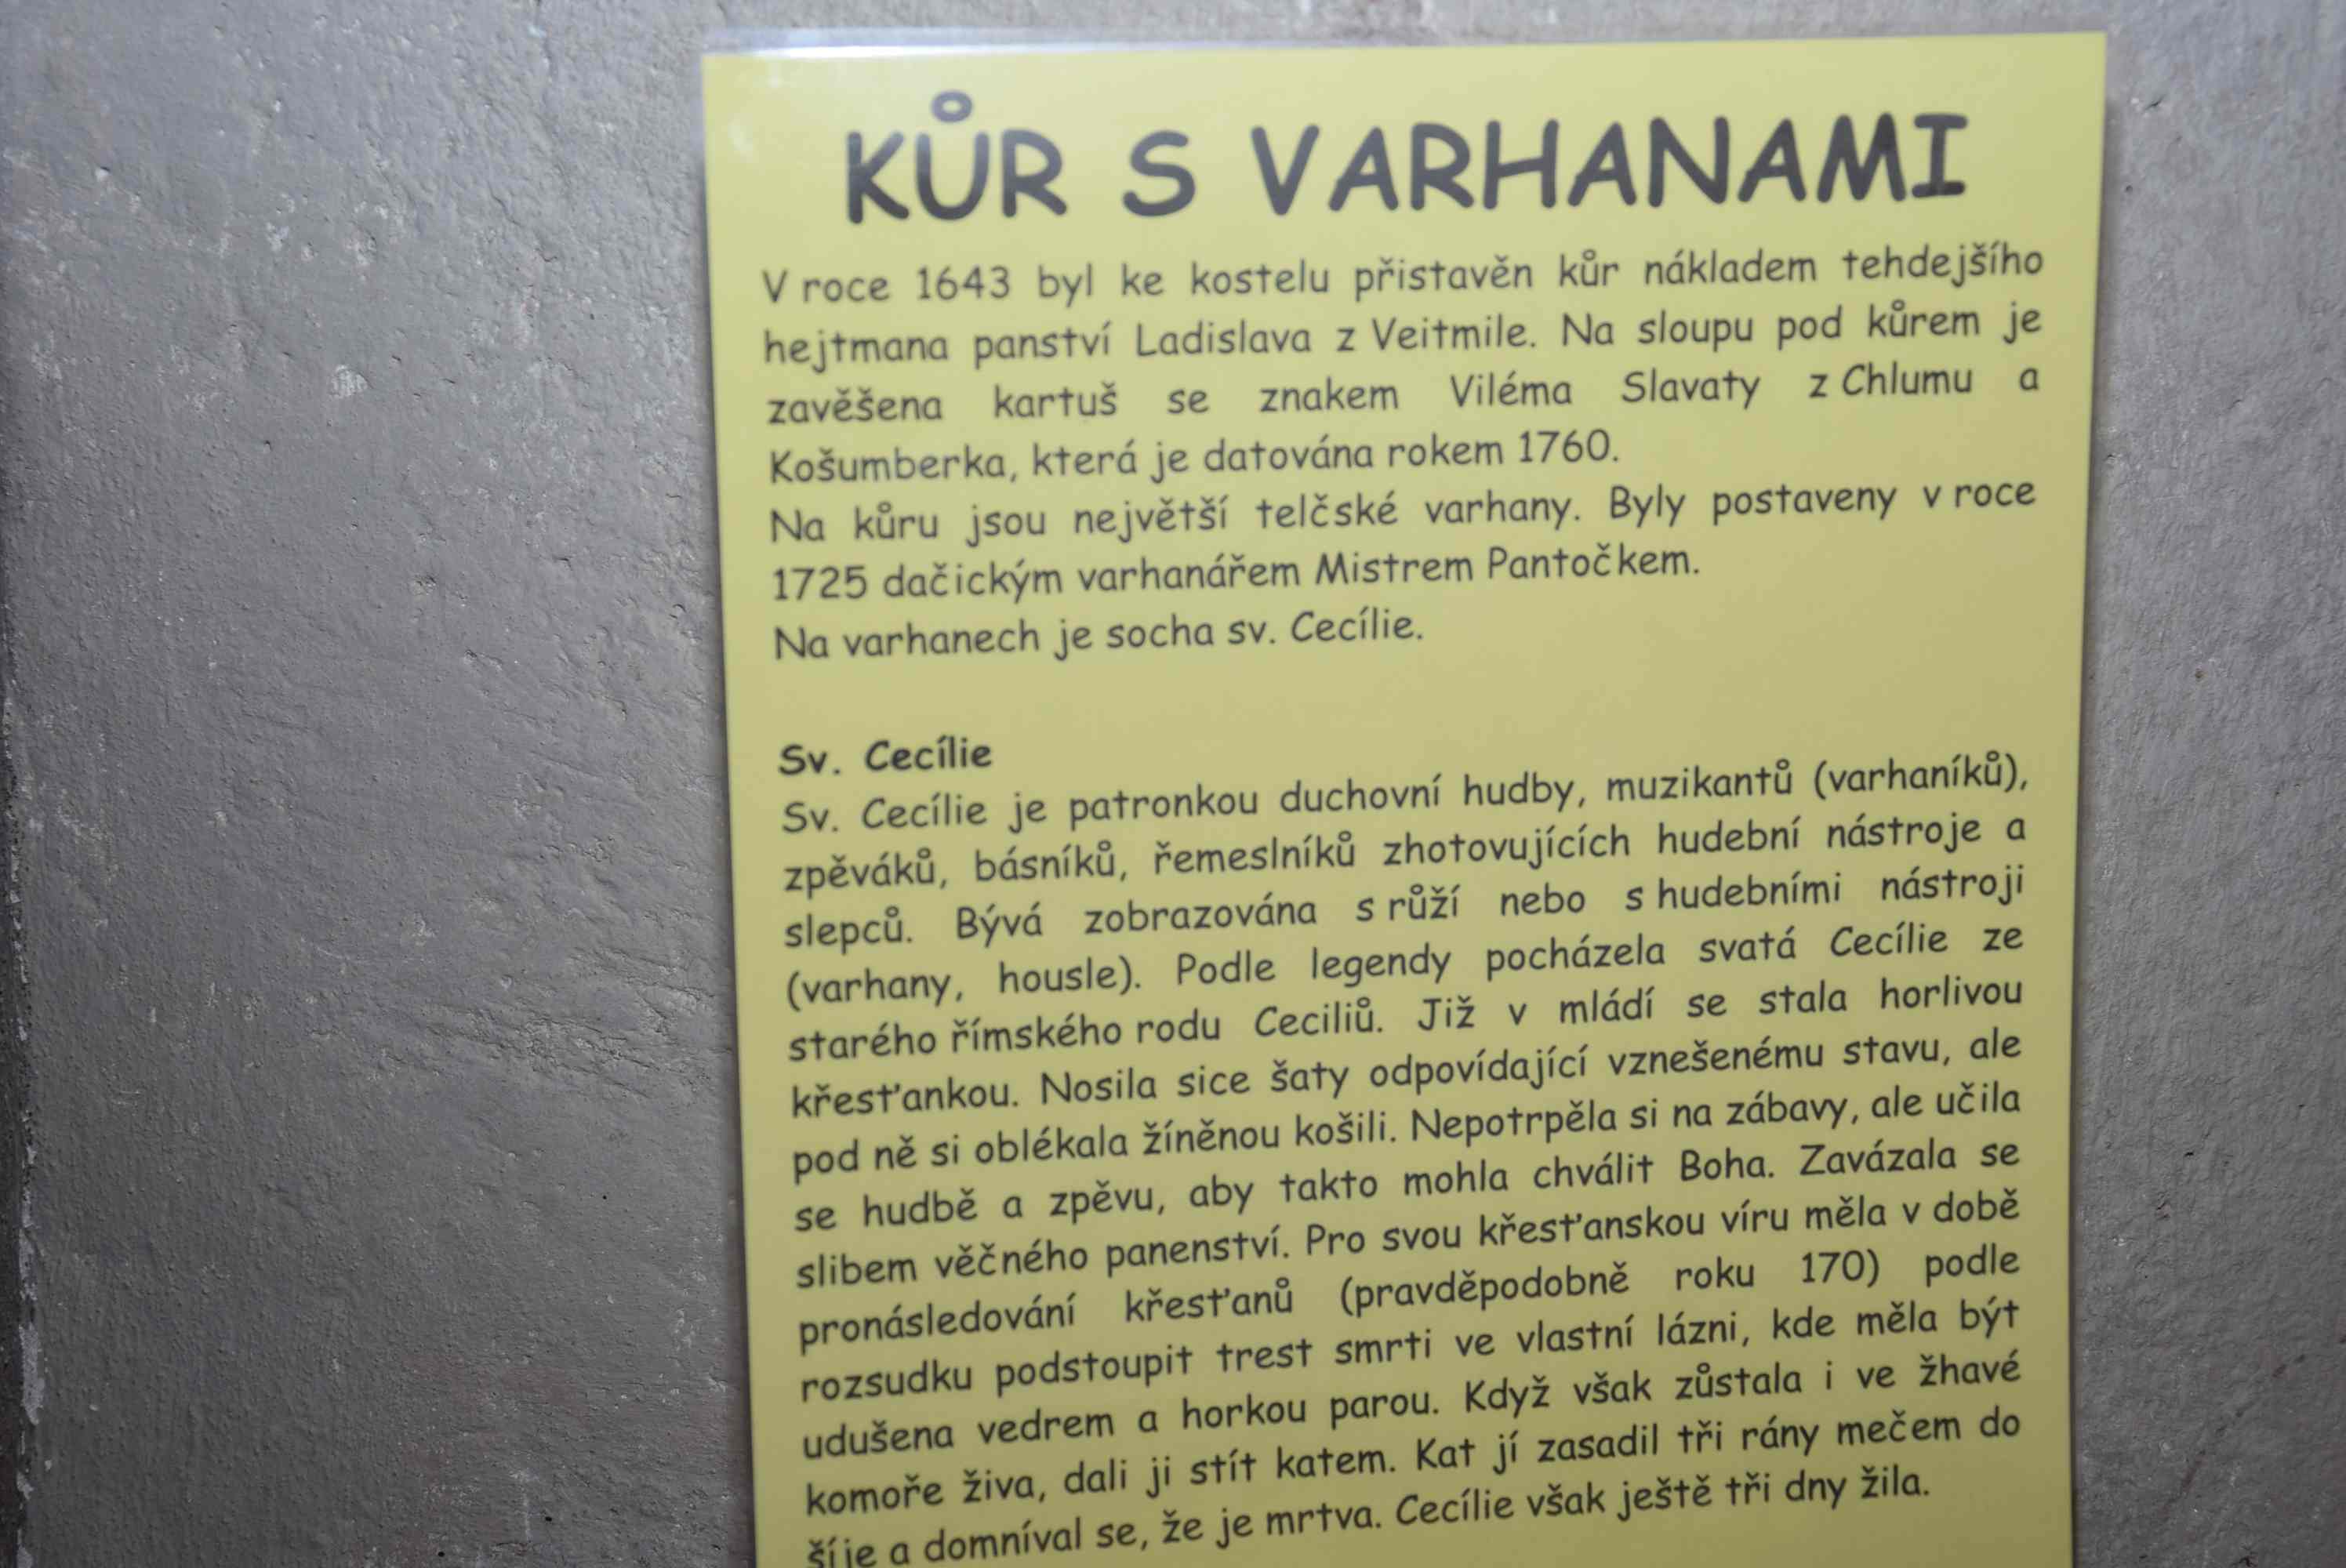 KŮR S VARHANAMI
V roce 1643 byl ke kostelu přistavěn kůr nákladem tehdejšího
hejtmana panství Ladislava z Veitmile. Na sloupu pod kůrem je
zavěšena kartuš se znakem Viléma Slavaty z Chlumu a
Košumberka, která je datována rokem 1760.
Na kůru jsou největší telčské varhany. Byly postaveny v roce
1725 dačickým varhanářem Mistrem Pantočkem.
Na varhanech je socha sv. Cecílie.
Sv. Cecílie
Sv. Cecílie je patronkou duchovní hudby, muzikantů (varhaníků),
zpěváků, básníků, řemeslníků zhotovujících hudební nástroje a
slepců. Bývá zobrazována s růží nebo s hudebními nástroji
(varhany, housle). Podle legendy pocházela svatá Cecílie ze
starého římského rodu Ceciliů. Již v mládí se stala horlivou
křesťankou. Nosila sice šaty odpovídající vznešenému stavu, ale
pod ně si oblékala žíněnou košili. Nepotrpěla si na zábavy, ale učila
se hudbě a zpěvu, aby takto mohla chválit Boha. Zavázala se
slibem věčného panenství. Pro svou křesťanskou víru měla v době
pronásledování křesťanů (pravděpodobně roku 170) podle
rozsudku podstoupit trest smrti ve vlastní lázni, kde měla být
udušena vedrem a horkou parou. Když však zůstala i ve žhavé
komoře živa, dali ji stít katem. Kat jí zasadil tři rány mečem do
šíje a domníval se, že je mrtva. Cecílie však ještě tři dny žila.